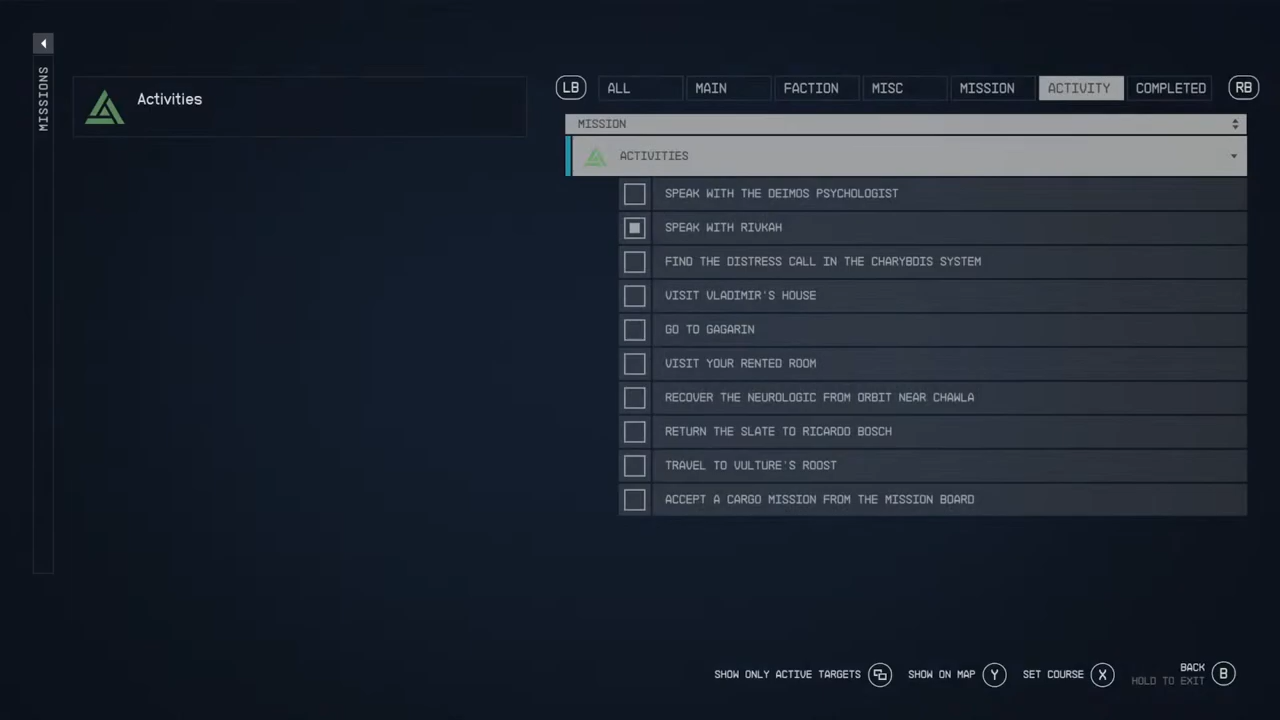 MISSIONS
Activities
LB
ALL
MAIN
FACTION
MISC
MISSION
ACTIVITY
COMPLETED
RB
MISSION
ACTIVITIES
SPEAK WITH THE DEIMOS PSYCHOLOGIST
SPEAK WITH RIVKAH
FIND THE DISTRESS CALL IN THE CHARYBDIS SYSTEM
VISIT VLADIMIR'S HOUSE
GO TO GAGARIN
VISIT YOUR RENTED ROOM
RECOVER THE NEUROLOGIC FROM ORBIT NEAR CHAWLA
RETURN THE SLATE TO RICARDO BOSCH
TRAVEL TO VULTURE'S ROOST
ACCEPT A CARGO MISSION FROM THE MISSION BOARD
SHOW ONLY ACTIVE TARGETS
SHOW ON MAP Y
SET COURSE X
BACK B
HOLD TO EXIT